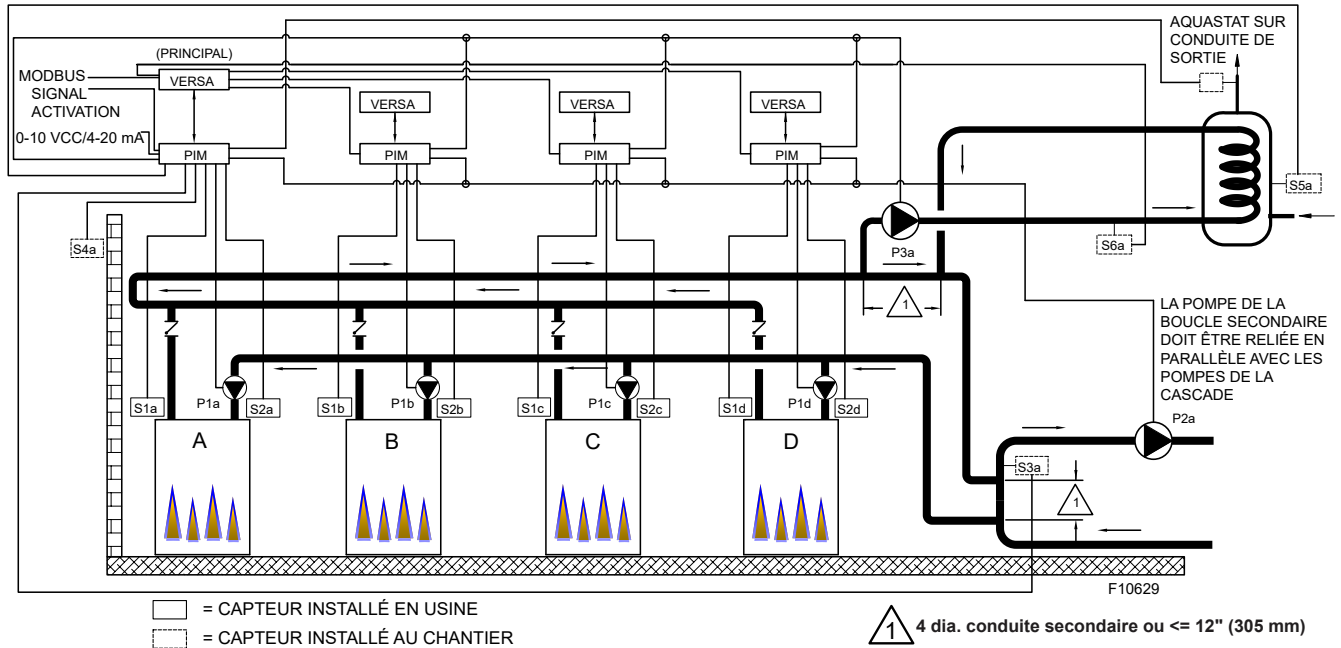 AQUASTAT SUR
CONDUITE DE
SORTIE
(PRINCIPAL)
MODBUS
SIGNAL
ACTIVATION
0-10 VCC/4-20 mA
VERSA
VERSA
VERSA
VERSA
PIM
PIM
PIM
PIM
S5a
S4a
S6a
P3a
1
LA POMPE DE LA
BOUCLE SECONDAIRE
DOIT ÊTRE RELIÉE EN
PARALLÈLE AVEC LES
POMPES DE LA
CASCADE
P2a
S1a
P1a
S2a
S1b
P1b
S2b
S1c
P1c
S2c
S1d
P1d
S2d
A
B
C
D
S3a
1
F10629
= CAPTEUR INSTALLÉ EN USINE
= CAPTEUR INSTALLÉ AU CHANTIER
1 4 dia. conduite secondaire ou <= 12" (305 mm)